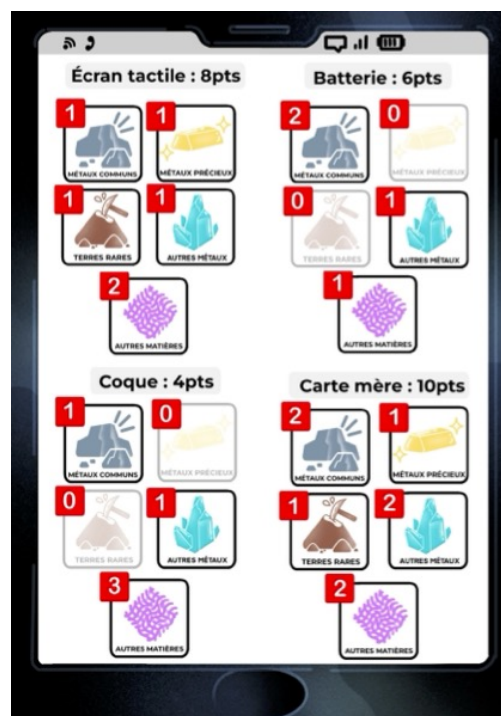 Écran tactile : 8pts
1
MÉTAUX COMMUNS
1
MÉTAUX PRÉCIEUX
1
TERRES RARES
1
AUTRES MÉTAUX
2
AUTRES MATIÈRES
Batterie : 6pts
2
MÉTAUX COMMUNS
0
MÉTAUX PRÉCIEUX
0
TERRES RARES
1
AUTRES MÉTAUX
1
AUTRES MATIÈRES
Coque : 4pts
1
MÉTAUX COMMUNS
0
MÉTAUX PRÉCIEUX
0
TERRES RARES
1
AUTRES MÉTAUX
3
AUTRES MATIÈRES
Carte mère : 10pts
2
MÉTAUX COMMUNS
1
MÉTAUX PRÉCIEUX
1
TERRES RARES
2
AUTRES MÉTAUX
2
AUTRES MATIÈRES